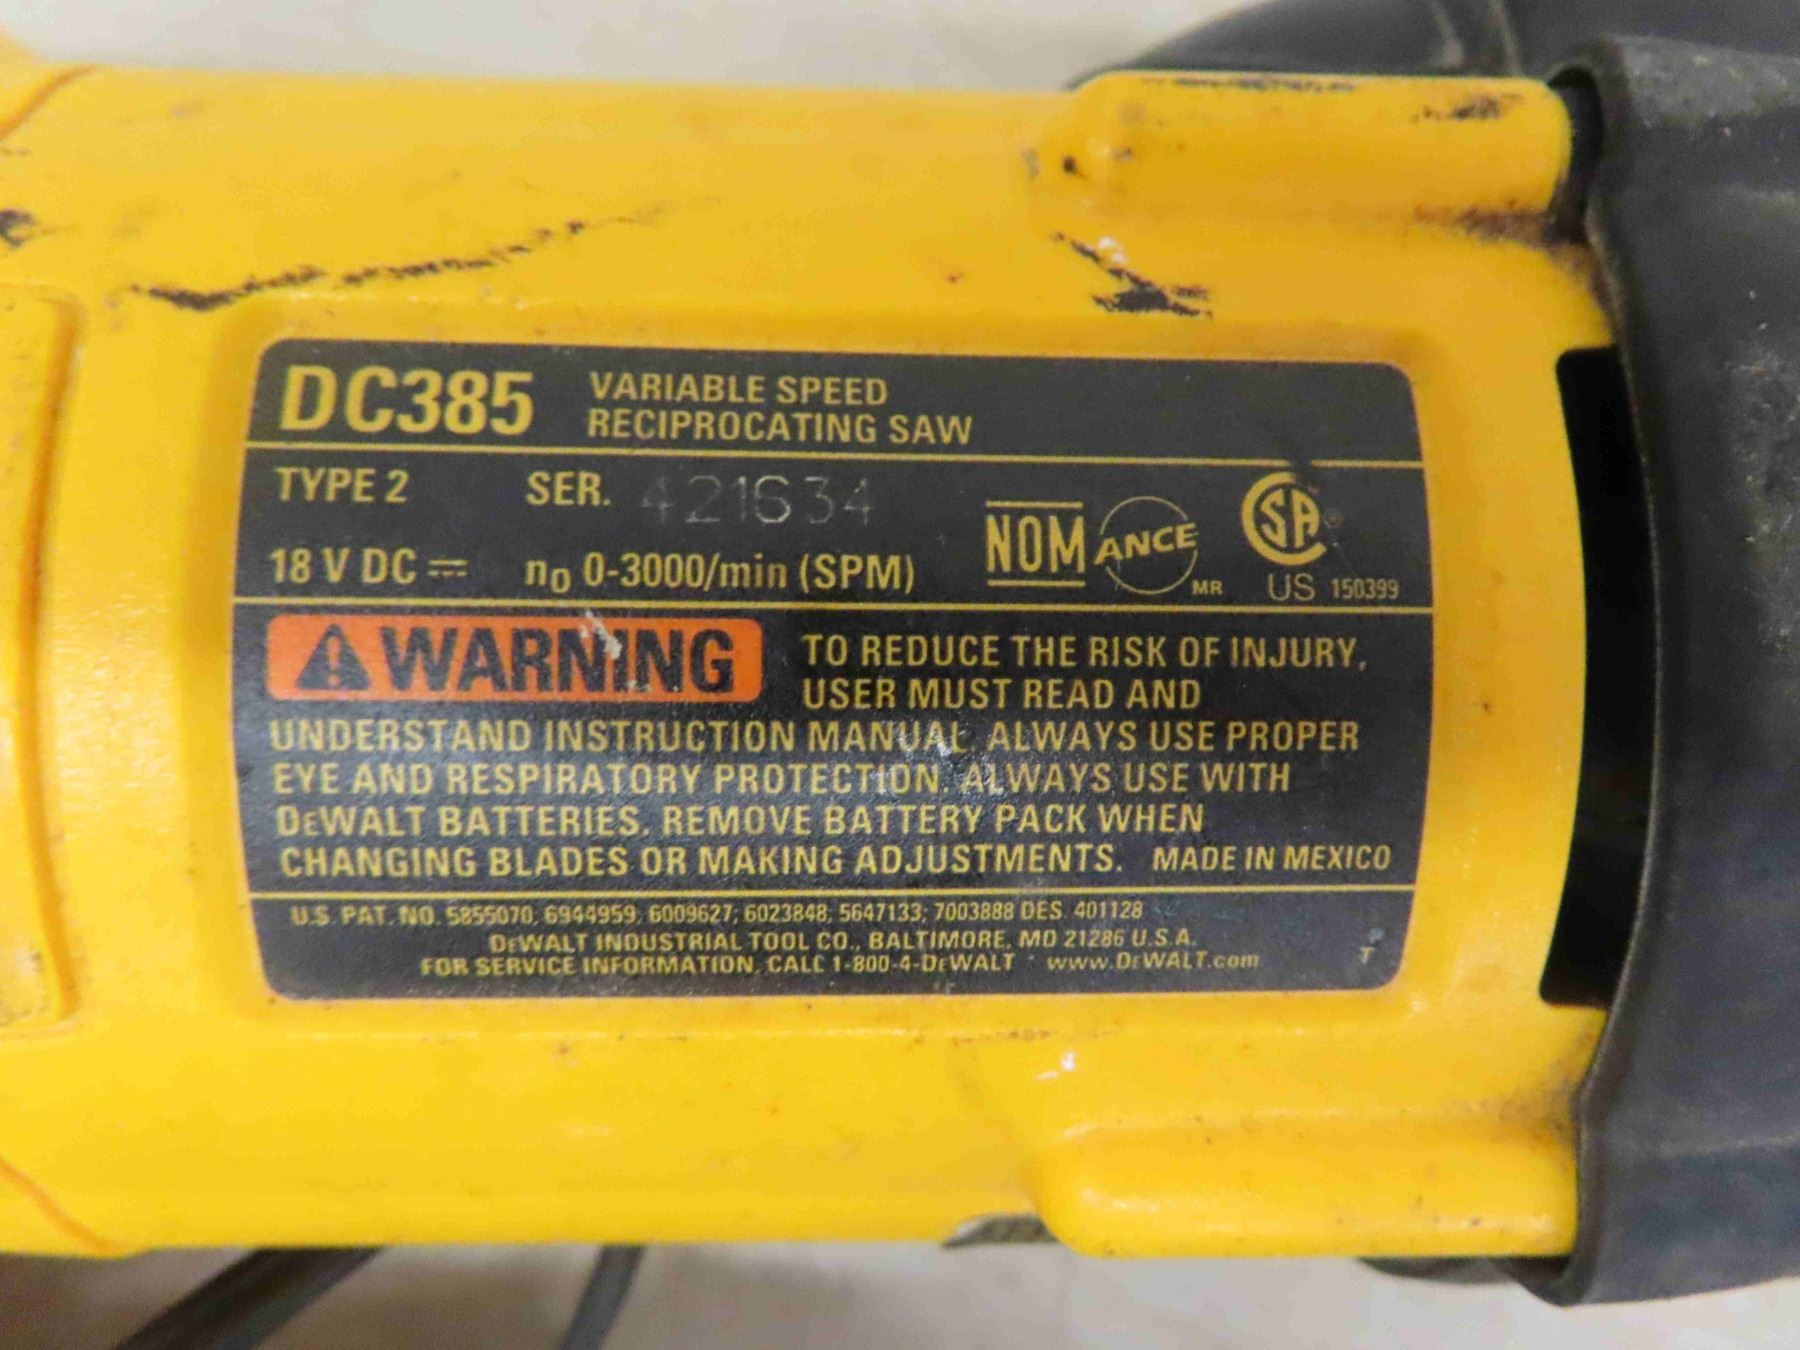 DC385 VARIABLE SPEED
RECIPROCATING SAW
TYPE 2 SER. 421634
18 V DC n0 0-3000/min (SPM)
NOM ANCE MR
CSA ® US 150399
WARNING TO REDUCE THE RISK OF INJURY,
USER MUST READ AND
UNDERSTAND INSTRUCTION MANUAL ALWAYS USE PROPER
EYE AND RESPIRATORY PROTECTION. ALWAYS USE WITH
DEWALT BATTERIES. REMOVE BATTERY PACK WHEN
CHANGING BLADES OR MAKING ADJUSTMENTS. MADE IN MEXICO
U.S. PAT. NO. 5855070; 6944959, 6009627; 6023848, 5647133; 7003888 DES. 401128
DEWALT INDUSTRIAL TOOL CO., BALTIMORE, MD 21286 U.S.A.
FOR SERVICE INFORMATION, CALL 1-800-4-DEWALT www.DEWALT.com T